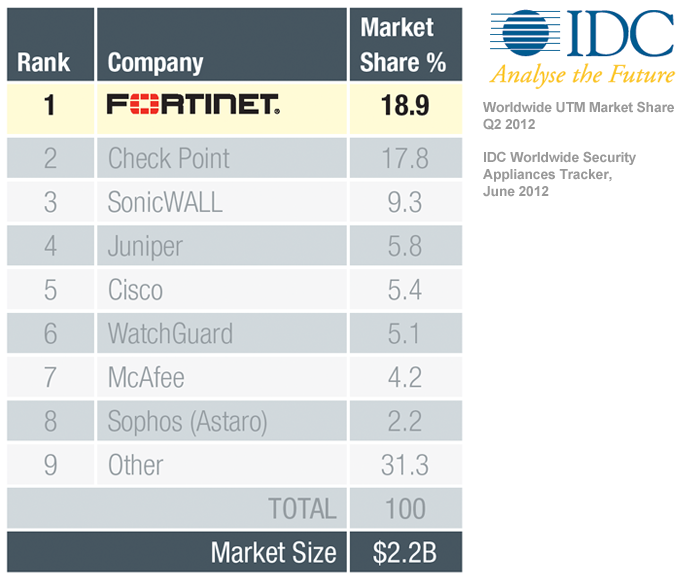 Rank Company Market Share %
1 FORTINET® 18.9
2 Check Point 17.8
3 SonicWALL 9.3
4 Juniper 5.8
5 Cisco 5.4
6 WatchGuard 5.1
7 McAfee 4.2
8 Sophos (Astaro) 2.2
9 Other 31.3
TOTAL 100
Market Size $2.2B
IDC
Analyse the Future
Worldwide UTM Market Share
Q2 2012
IDC Worldwide Security
Appliances Tracker,
June 2012